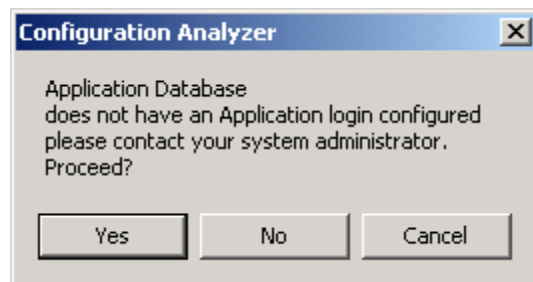 Configuration Analyzer
Application Database
does not have an Application login configured
please contact your system administrator.
Proceed?
Yes No Cancel